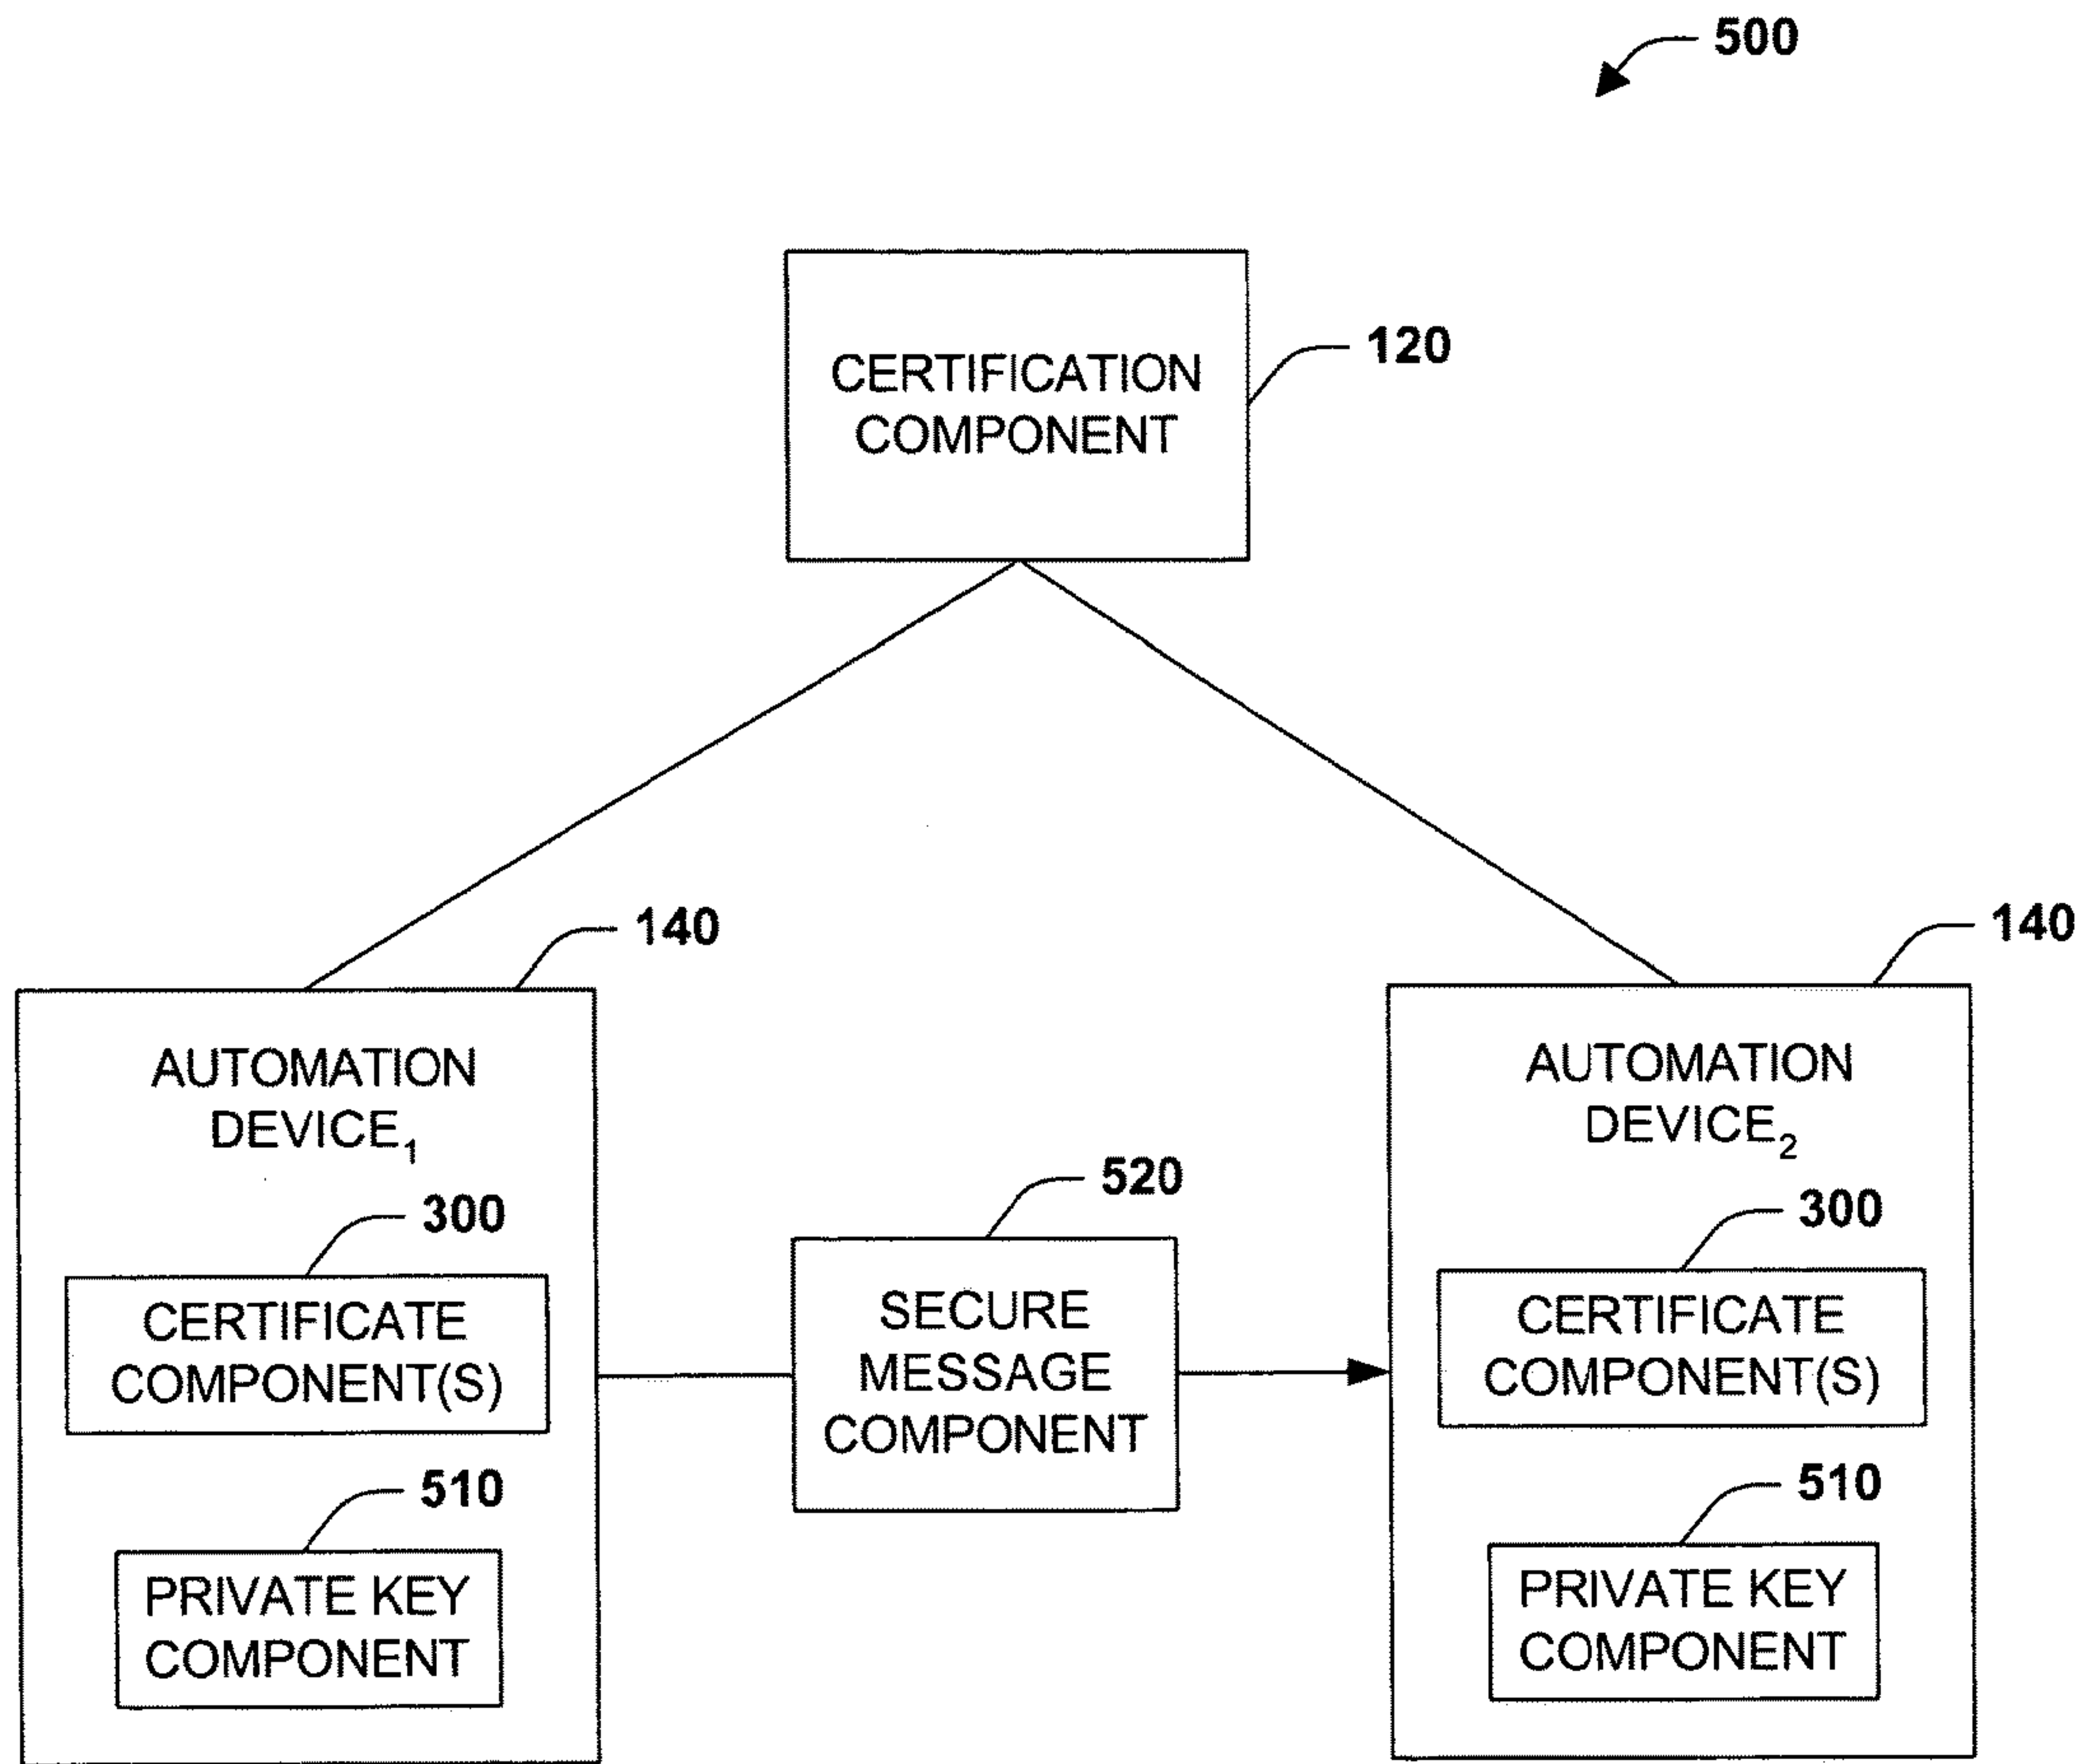 500
CERTIFICATION
COMPONENT
120
140
AUTOMATION
DEVICE₁
300
CERTIFICATE
COMPONENT(S)
510
PRIVATE KEY
COMPONENT
520
SECURE
MESSAGE
COMPONENT
140
AUTOMATION
DEVICE₂
300
CERTIFICATE
COMPONENT(S)
510
PRIVATE KEY
COMPONENT